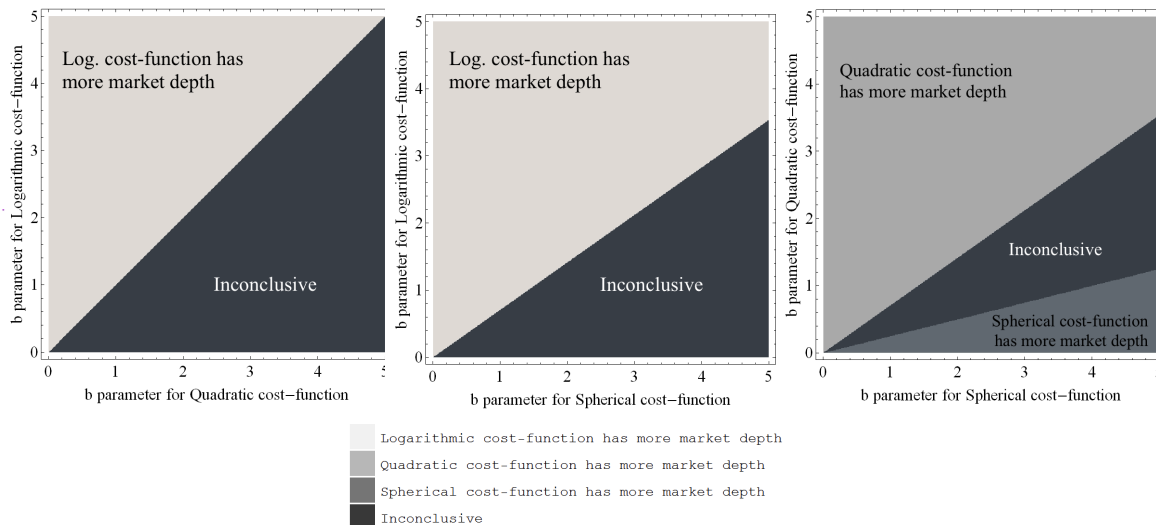 5
4
3
2
1
0
b parameter for Logarithmic cost−function
Log. cost-function has
more market depth
Inconclusive
0
1
2
3
4
5
b parameter for Quadratic cost−function
5
4
3
2
1
0
b parameter for Logarithmic cost−function
Log. cost-function has
more market depth
Inconclusive
0
1
2
3
4
5
b parameter for Spherical cost−function
5
4
3
2
1
0
b parameter for Quadratic cost−function
Quadratic cost-function
has more market depth
Inconclusive
Spherical cost-function
has more market depth
0
1
2
3
4
b parameter for Spherical cost−function
Logarithmic cost-function has more market depth
Quadratic cost-function has more market depth
Spherical cost-function has more market depth
Inconclusive